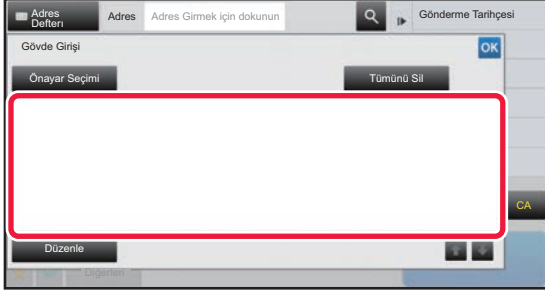 Adres
Defteri
Adres
Adres Girmek için dokunun
Gönderme Tarihçesi
Gövde Girişi
OK
Önayar Seçimi
Tümünü Sil
CA
Düzenle
Diğerleri